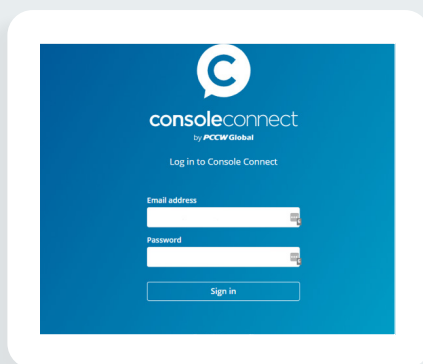 consoleconnect
by PCCW Global
Log in to Console Connect
Email address
Password
Sign in